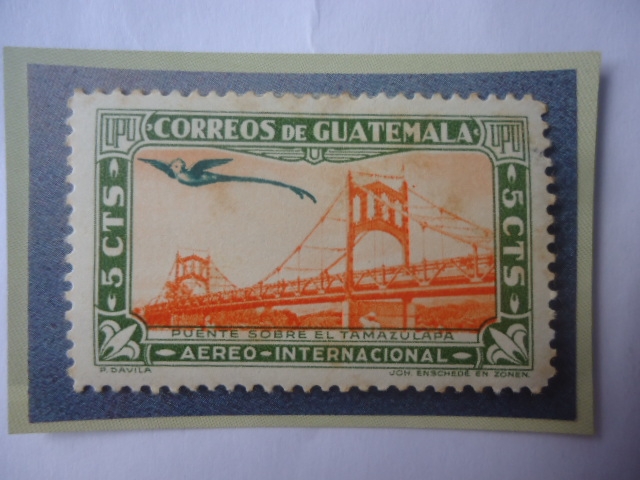 UPU CORREOS DE GUATEMALA UPU
5 CTS
5 CTS
PUENTE SOBRE EL TAMAZULAPA
AEREO-INTERNACIONAL
P. DAVILA JOH. ENSCHEDÉ EN ZONEN.